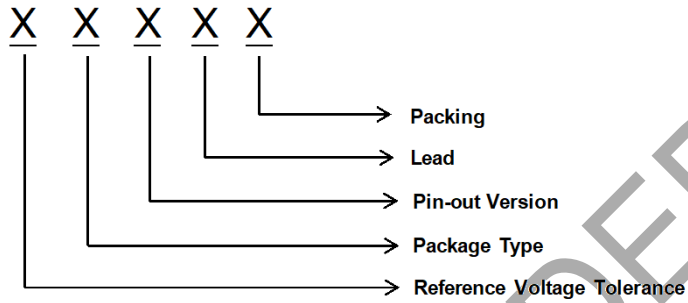 X X X X X
Packing
Lead
Pin-out Version
Package Type
Reference Voltage Tolerance